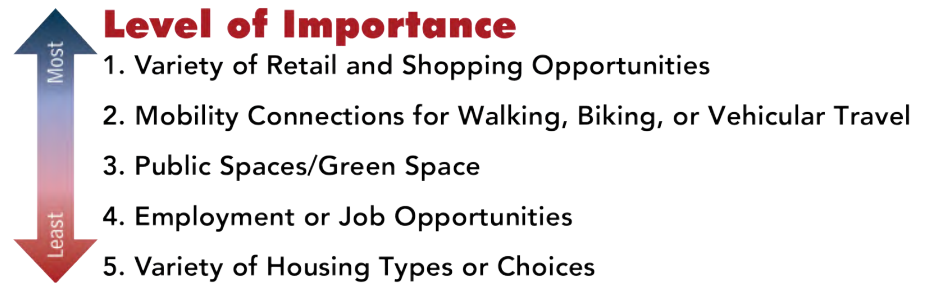 Level of Importance
Most
1. Variety of Retail and Shopping Opportunities
2. Mobility Connections for Walking, Biking, or Vehicular Travel
3. Public Spaces/Green Space
4. Employment or Job Opportunities
Least
5. Variety of Housing Types or Choices